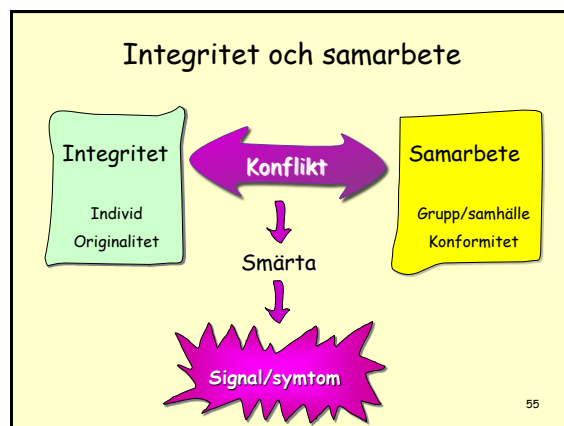 Integritet och samarbete
Integritet
Individ
Originalitet
Konflikt
Samarbete
Grupp/samhälle
Konformitet
Smärta
Signal/symtom
55